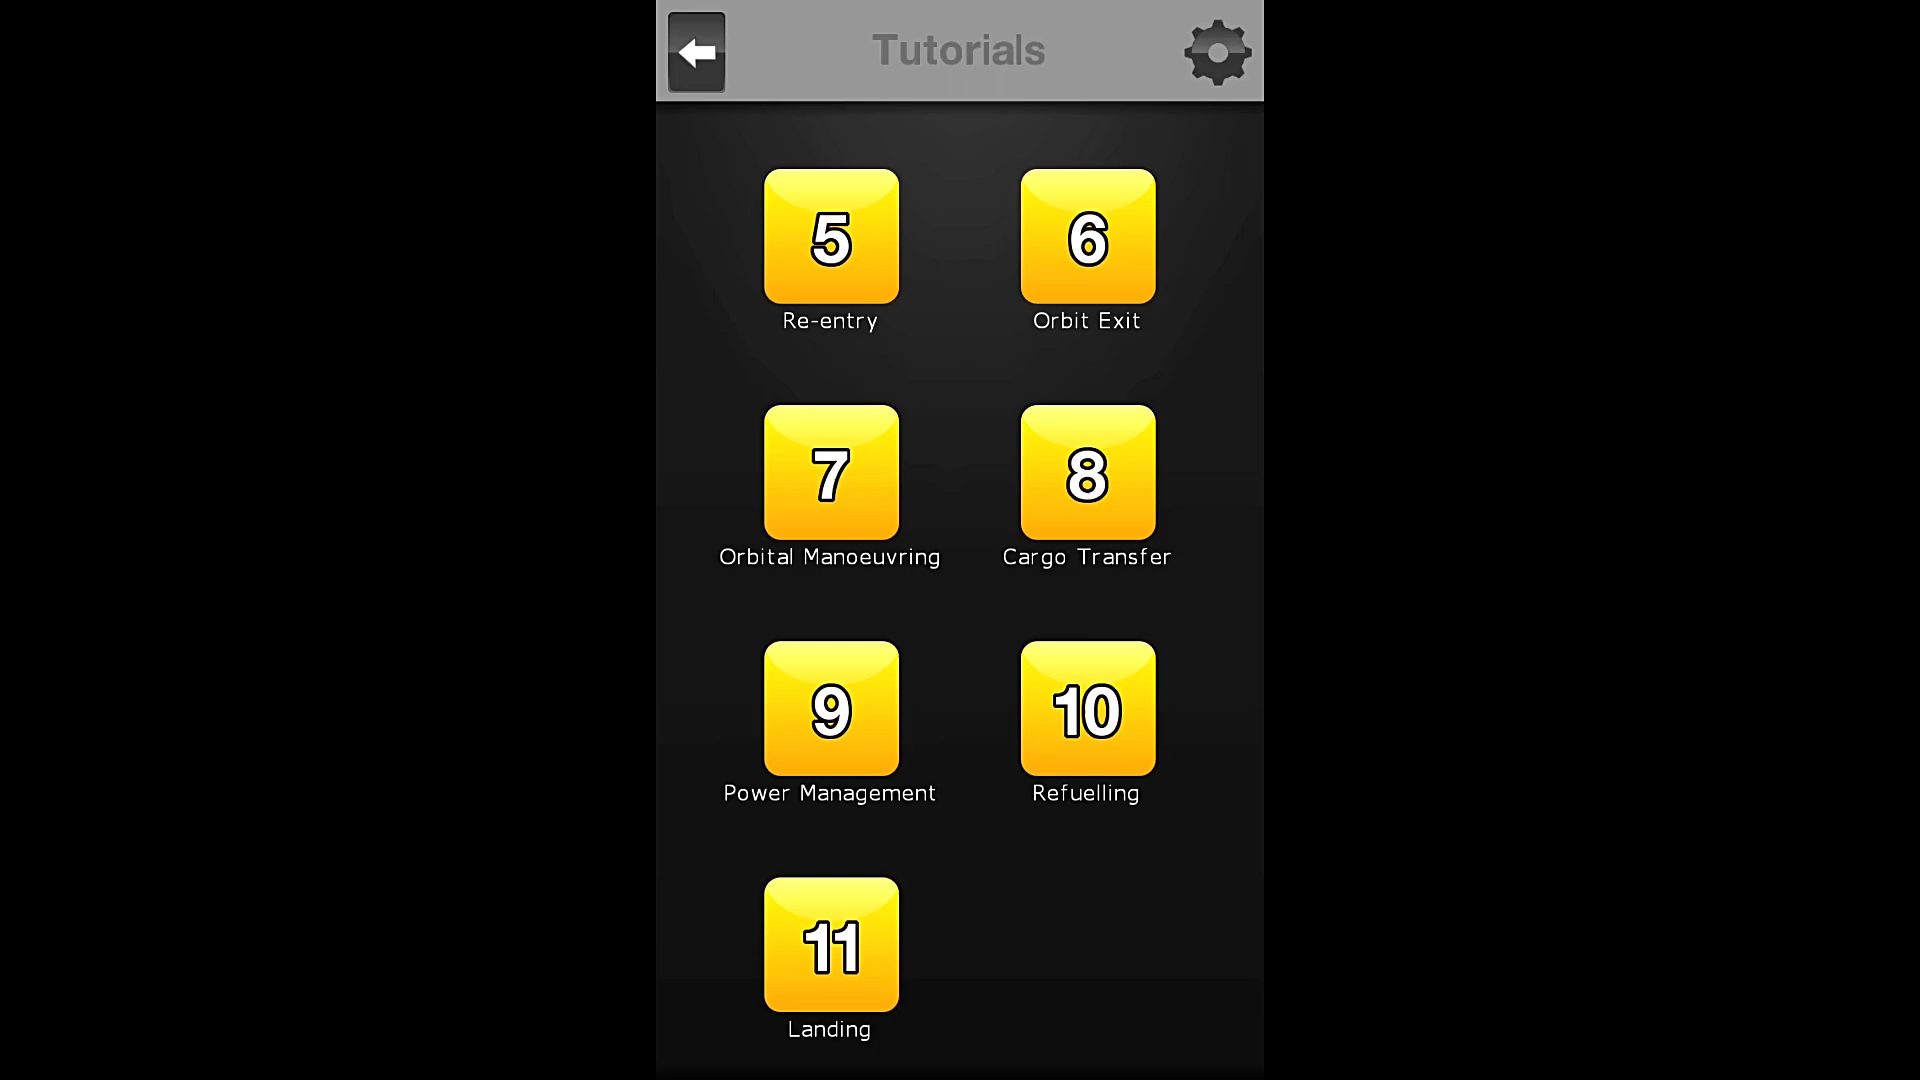 Tutorials
5
6
Re-entry
Orbit Exit
7
8
Orbital Manoeuvring
Cargo Transfer
9
10
Power Management
Refuelling
11
Landing